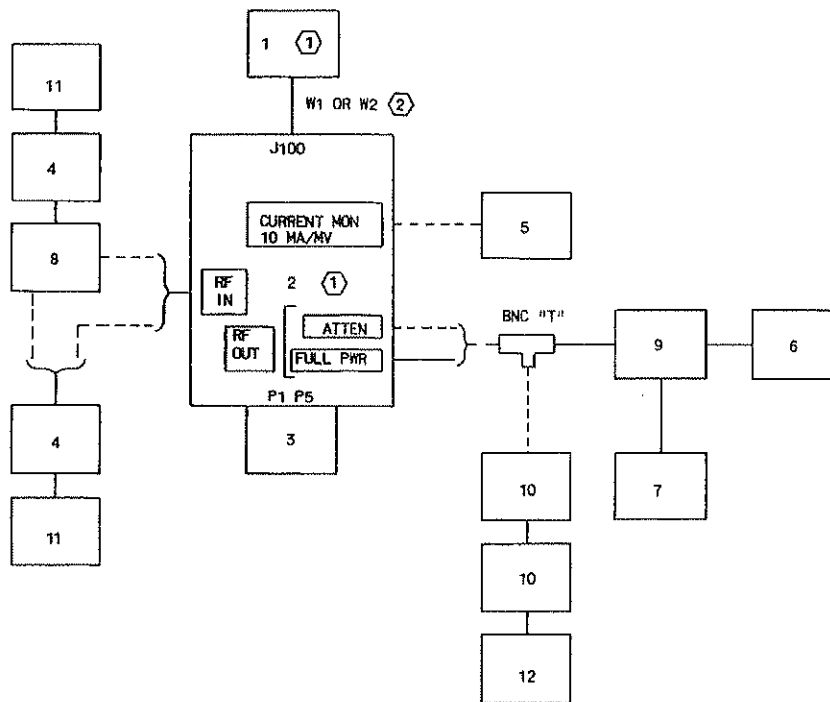 1 1
11
W1 OR W2 2
J100
4
CURRENT MON
10 MA/MV
5
8
RF
IN
2 1
BNC "T"
ATTEN
RF
OUT
FULL PWR
9
6
P1 P5
4
3
10
7
11
10
12